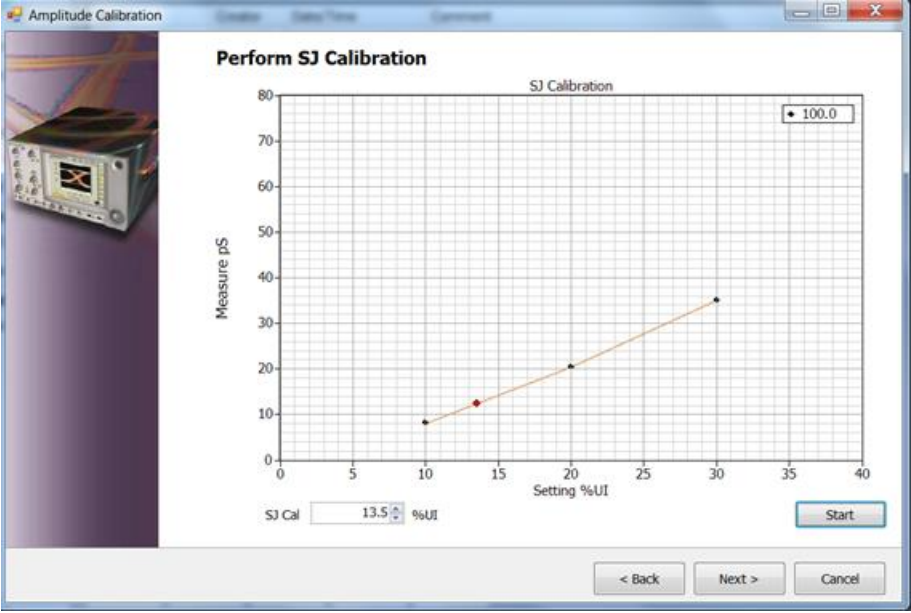 Amplitude Calibration
Perform SJ Calibration
SJ Calibration
100.0
Measure pS
80
70
60
50
40
30
20
10
0
0 5 10 15 20 25 30 35 40
Setting %UI
SJ Cal 13.5 %UI
Start
< Back Next > Cancel